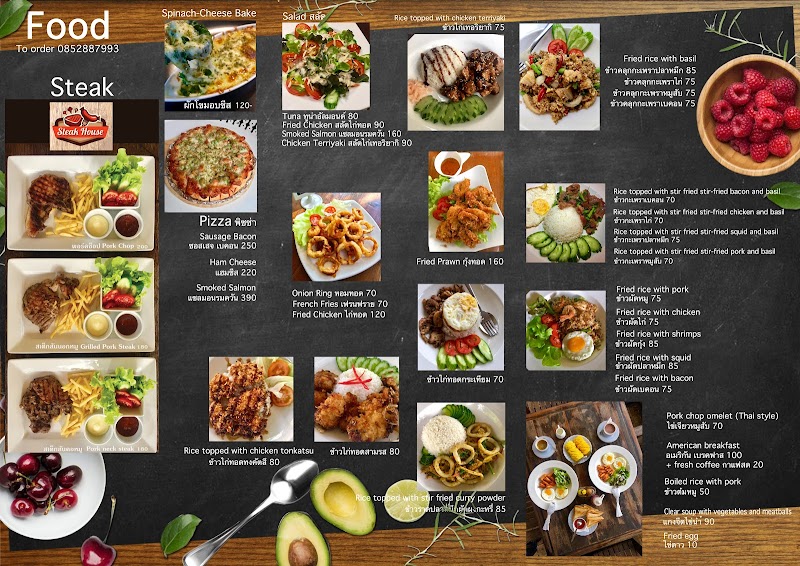 Food
To order 0852887993
Steak
Steak House
Pork Chop
สเต็กสันนอกหมู Grilled Pork Steak 189
สเต็กสันคอหมู Pork neck steak 189
Spinach-Cheese Bake
ผักโขมอบชีส 120-
Pizza พิซซ่า
Sausage Bacon
ซอสเสจ เบคอน 250
Ham Cheese
แฮมชีส 220
Smoked Salmon
แซลมอนรมควัน 390
Salad สลัด
Tuna ทูน่าอัลมอนด์ 80
Fried Chicken สลัดไก่ทอด 90
Smoked Salmon แซลมอนรมควัน 160
Chicken Terriyaki สลัดไก่เทอริยากิ 90
Onion Ring หอมทอด 70
French Fries เฟรนฟราย 70
Fried Chicken ไก่ทอด 120
Rice topped with chicken tonkatsu
ข้าวไก่ทอดทงคัตสึ 80
ข้าวไก่ทอดสามรส 80
Rice topped with chicken terriyaki
ข้าวไก่เทอริยากิ 75
Fried Prawn กุ้งทอด 160
ข้าวไก่ทอดกระเทียม 70
Rice topped with stir fried curry powder
85
Fried rice with basil
ข้าวคลุกกะเพราปลาหมึก 85
ข้าวคลุกกะเพราไก่ 75
ข้าวคลุกกะเพราหมูสับ 75
ข้าวคลุกกะเพราเบคอน 75
Rice topped with stir fried stir-fried bacon and basil
ข้าวกะเพราเบคอน 70
Rice topped with stir fried stir-fried chicken and basil
ข้าวกะเพราไก่ 70
Rice topped with stir fried stir-fried squid and basil
ข้าวกะเพราปลาหมึก 75
Rice topped with stir fried stir-fried pork and basil
ข้าวกะเพราหมูสับ 70
Fried rice with pork
ข้าวผัดหมู 75
Fried rice with chicken
ข้าวผัดไก่ 75
Fried rice with shrimps
ข้าวผัดกุ้ง 85
Fried rice with squid
ข้าวผัดปลาหมึก 85
Fried rice with bacon
ข้าวผัดเบคอน 75
Pork chop omelet (Thai style)
ไข่เจียวหมูสับ 70
American breakfast
อเมริกัน เบรคฟาส 100
+ fresh coffee กาแฟสด 20
Boiled rice with pork
ข้าวต้มหมู 50
Clear soup with vegetables and meatballs
แกงจืดไข่น้ำ 90
Fried egg
ไข่ดาว 10